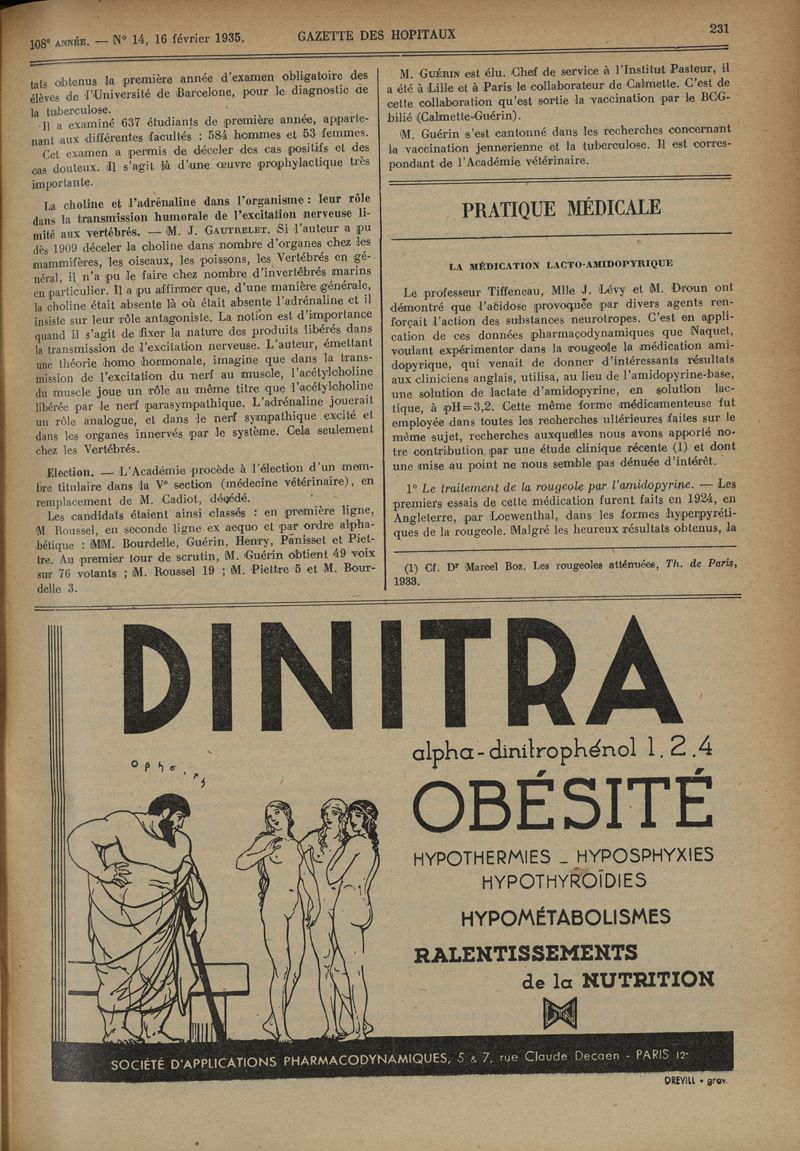 108e ANNÉE. — N° 14, 16 février 1935.
GAZETTE DES HOPITAUX
231
tats obtenus la première année d'examen obligatoire des
élèves de l'Université de Barcelone, pour le diagnostic de
la tuberculose.
Il a examiné 637 étudiants de première année, apparte-
nant aux différentes facultés : 584 hommes et 53 femmes.
Cet examen a permis de déceler des cas positifs et des
cas douteux. Il s'agit là d'une œuvre prophylactique très
importante.
La choline et l'adrénaline dans l'organisme : leur rôle
dans la transmission humorale de l'excitation nerveuse li-
mité aux vertébrés. — M. J. GAUTRELET. Si l'auteur a pu
dès 1909 déceler la choline dans nombre d'organes chez les
mammifères, les oiseaux, les poissons, les Vertébrés en gé-
néral, il n'a pu le faire chez nombre d'invertébrés marins
en particulier. Il a pu affirmer que, d'une manière générale,
la choline était absente là où était absente l'adrénaline et il
insiste sur leur rôle antagoniste. La notion est d'importance
quand il s'agit de fixer la nature des produits libérés dans
la transmission de l'excitation nerveuse. L'auteur, émettant
une théorie homo hormonale, imagine que dans la trans-
mission de l'excitation du nerf au muscle, l'acétylcholine
du muscle joue un rôle au même titre que l'acétylcholine
libérée par le nerf parasympathique. L'adrénaline jouerait
un rôle analogue, et dans le nerf sympathique excité et
dans les organes innervés par le système. Cela seulement
chez les Vertébrés.
Election. — L'Académie procède à l'élection d'un mem-
bre titulaire dans la Ve section (médecine vétérinaire), en
remplacement de M. Cadiot, décédé.
Les candidats étaient ainsi classés : en première ligne,
M Roussel, en seconde ligne ex aequo et par ordre alpha-
bétique : MM. Bourdelle, Guérin, Henry, Panisset et Piet-
tre. Au premier tour de scrutin, M. Guérin obtient 49 voix
sur 76 votants ; M. Roussel 19 ; M. Piettre 5 et M. Bour-
delle 3.
M. GUÉRIN est élu. Chef de service à l'Institut Pasteur, il
a été à Lille et à Paris le collaborateur de Calmette. C'est de
cette collaboration qu'est sortie la vaccination par le BCG-
bilié (Calmette-Guérin).
M. Guérin s'est cantonné dans les recherches concernant
la vaccination jennerienne et la tuberculose. Il est corres-
pondant de l'Académie vétérinaire.
PRATIQUE MÉDICALE
LA MÉDICATION LACTO-AMIDOPYRIQUE
Le professeur Tiffeneau, Mlle J. Lévy et M. Droun ont
démontré que l'acidose provoquée par divers agents ren-
forçait l'action des substances neurotropes. C'est en appli-
cation de ces données pharmacodynamiques que Naquet,
voulant expérimenter dans la rougeole la médication ami-
dopyrique, qui venait de donner d'intéressants résultats
aux cliniciens anglais, utilisa, au lieu de l'amidopyrine-base,
une solution de lactate d'amidopyrine, en solution lac-
tique, à pH=3,2. Cette même forme médicamenteuse fut
employée dans toutes les recherches ultérieures faites sur le
même sujet, recherches auxquelles nous avons apporté no-
tre contribution par une étude clinique récente (1) et dont
une mise au point ne nous semble pas dénuée d'intérêt.
1° Le traitement de la rougeole par l'amidopyrine. — Les
premiers essais de cette médication furent faits en 1924, en
Angleterre, par Loewenthal, dans les formes hyperpyréti-
ques de la rougeole. Malgré les heureux résultats obtenus, la
(1) Cf. Dr Marcel Boz. Les rougeoles atténuées, Th. de Paris,
1933.
DINITRA
alpha-dinitrophénol 1.2.4
OBÉSITÉ
HYPOTHERMIES _ HYPOSPHYXIES
HYPOTHYROÏDIES
HYPOMÉTABOLISMES
RALENTISSEMENTS
de la NUTRITION
SOCIÉTÉ D'APPLICATIONS PHARMACODYNAMIQUES, 5 & 7, rue Claude Decaen - PARIS 12e
DREVILL • grav.